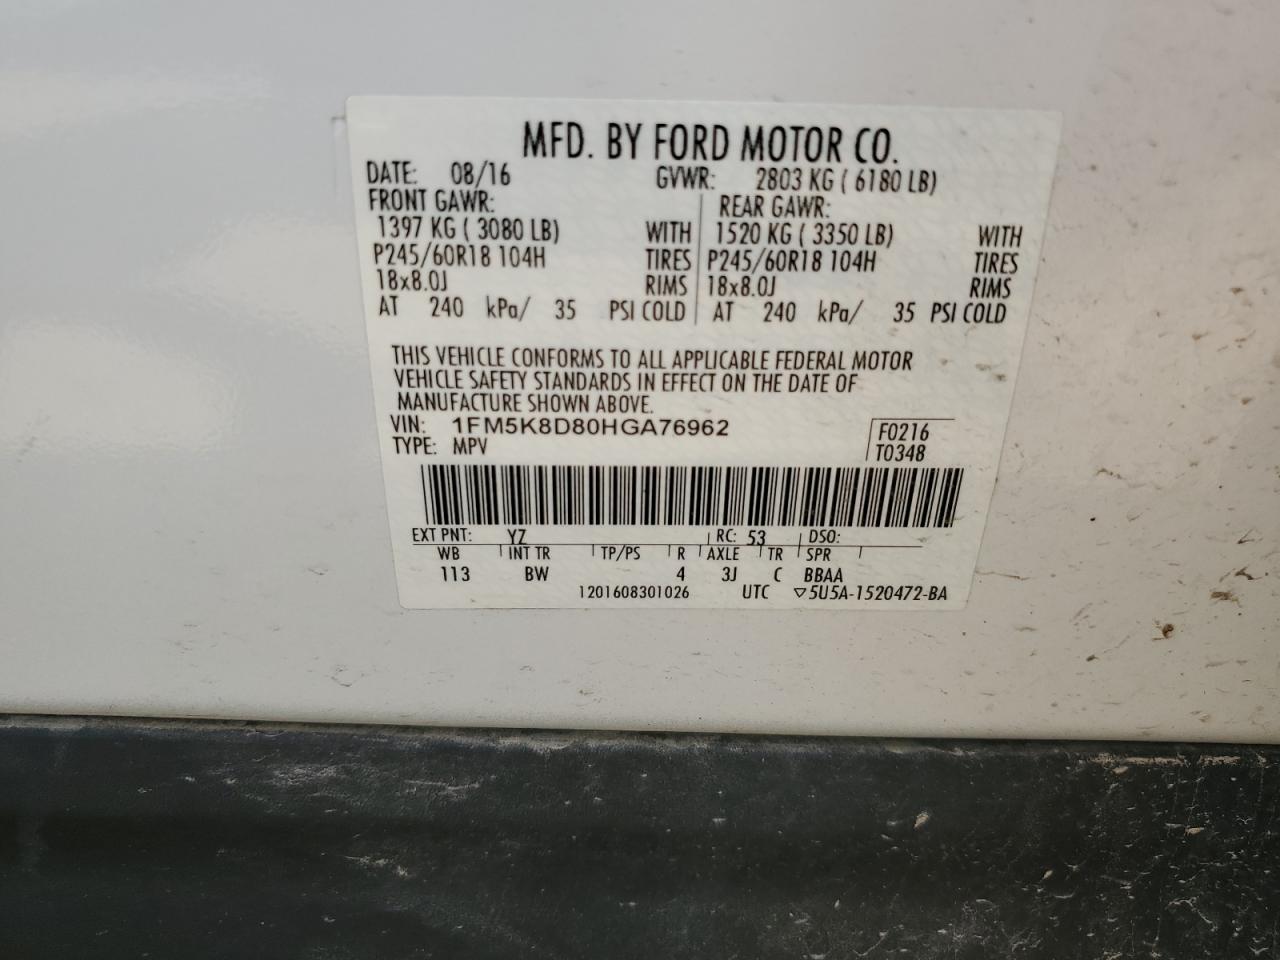 MFD. BY FORD MOTOR CO.
DATE: 08/16 GVWR: 2803 KG ( 6180 LB)
FRONT GAWR: REAR GAWR:
1397 KG ( 3080 LB) WITH 1520 KG ( 3350 LB) WITH
P245/60R18 104H TIRES P245/60R18 104H TIRES
18x8.0J RIMS 18x8.0J RIMS
AT 240 kPa/ 35 PSI COLD AT 240 kPa/ 35 PSI COLD
THIS VEHICLE CONFORMS TO ALL APPLICABLE FEDERAL MOTOR
VEHICLE SAFETY STANDARDS IN EFFECT ON THE DATE OF
MANUFACTURE SHOWN ABOVE.
VIN: 1FM5K8D80HGA76962 F0216
TYPE: MPV T0348
EXT PNT: YZ RC: 53 DSO:
WB INT TR TP/PS R AXLE TR SPR
113 BW 4 3J C BBAA
1201608301026 UTC ▽5U5A-1520472-BA